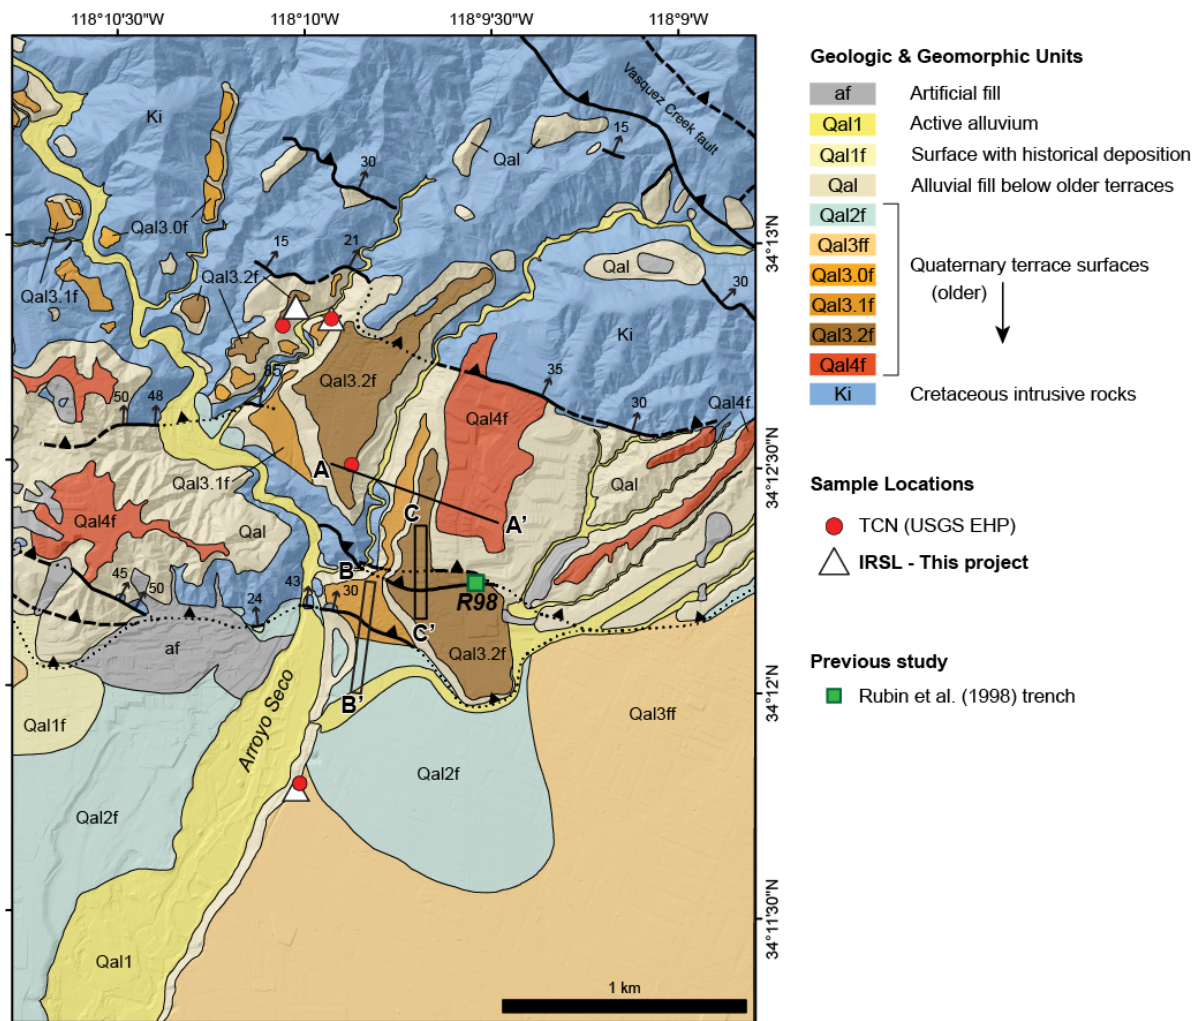 118°10'30"W
118°10'0"W
118°9'30"W
118°9'W
34°13'N
34°12'30"N
34°12'N
34°11'30"N
Vasquez Creek fault
Ki
Qal
15
30
Qal3.0f
15
21
Qal3.2f
Qal
30
Qal3.1f
Ki
85
Qal3.2f
35
50
48
Qal4f
30
Qal4f
A
Qal3.1f
Qal
Qal4f
Qal
C
A'
B
45
50
43
30
24
R98
C'
af
Qal3.2f
B'
Arroyo Seco
Qal1f
Qal3ff
Qal2f
Qal2f
Qal1
1 km
Geologic & Geomorphic Units
af Artificial fill
Qal1 Active alluvium
Qal1f Surface with historical deposition
Qal Alluvial fill below older terraces
Qal2f
Qal3ff
Qal3.0f
Qal3.1f
Qal3.2f
Qal4f
Quaternary terrace surfaces
(older)
Ki Cretaceous intrusive rocks
Sample Locations
TCN (USGS EHP)
IRSL - This project
Previous study
Rubin et al. (1998) trench